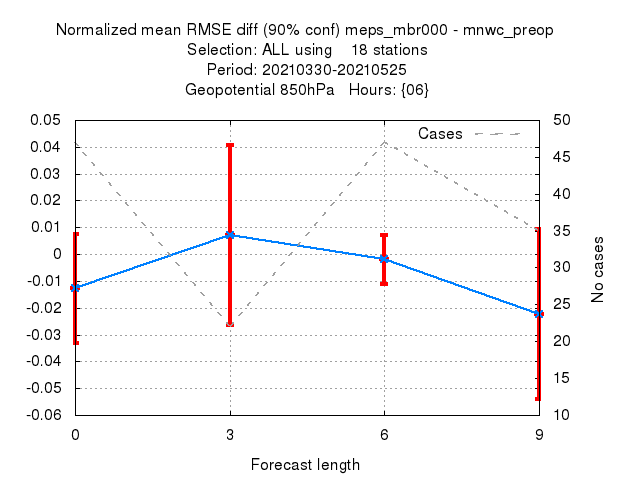 Normalized mean RMSE diff (90% conf) meps_mbr000 - mnwc_preop
Selection: ALL using    18 stations
Period: 20210330-20210525
Geopotential 850hPa   Hours: {06}
Cases
0.05
0.04
0.03
0.02
0.01
0
-0.01
-0.02
-0.03
-0.04
-0.05
-0.06
50
45
40
35
30
25
20
15
10
No cases
0 3 6 9
Forecast length